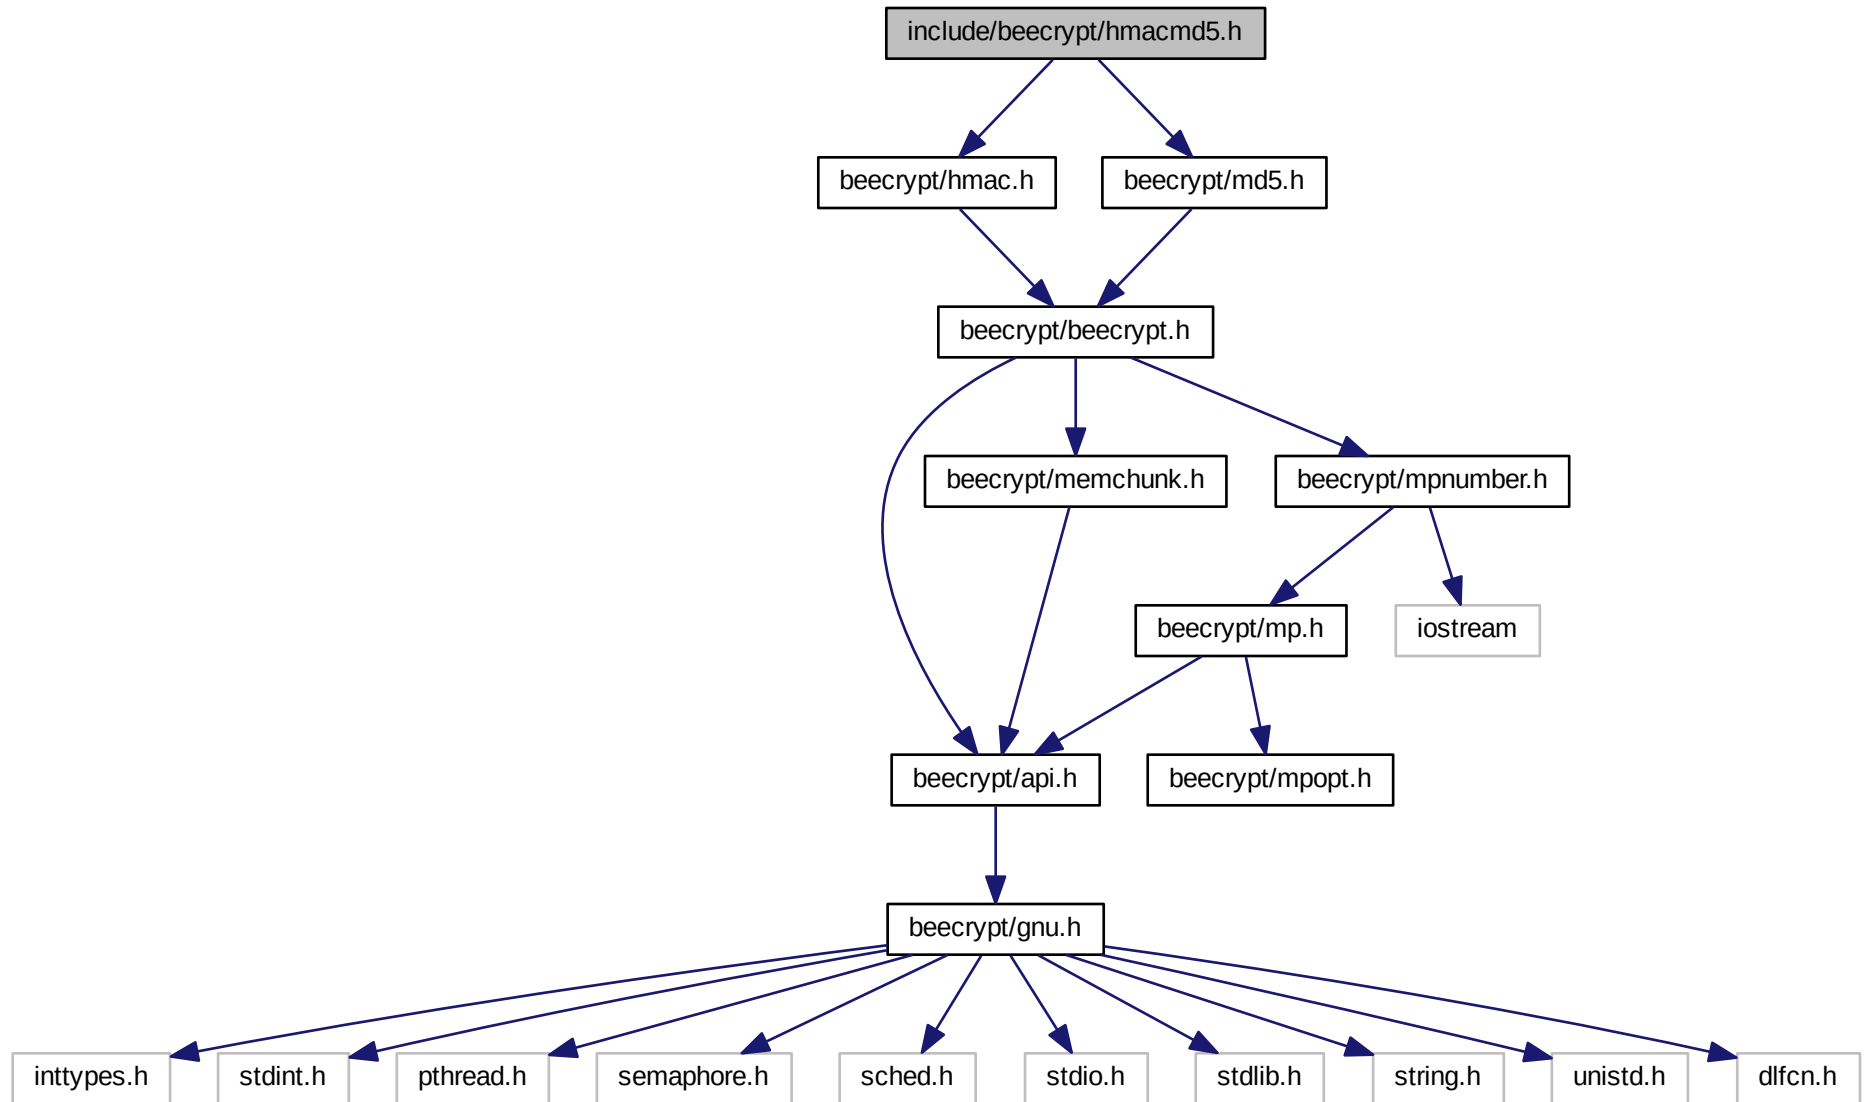 include/beecrypt/hmacmd5.h
beecrypt/hmac.h
beecrypt/md5.h
beecrypt/beecrypt.h
beecrypt/memchunk.h
beecrypt/mpnumber.h
beecrypt/mp.h
iostream
beecrypt/api.h
beecrypt/mpopt.h
beecrypt/gnu.h
inttypes.h
stdint.h
pthread.h
semaphore.h
sched.h
stdio.h
stdlib.h
string.h
unistd.h
dlfcn.h